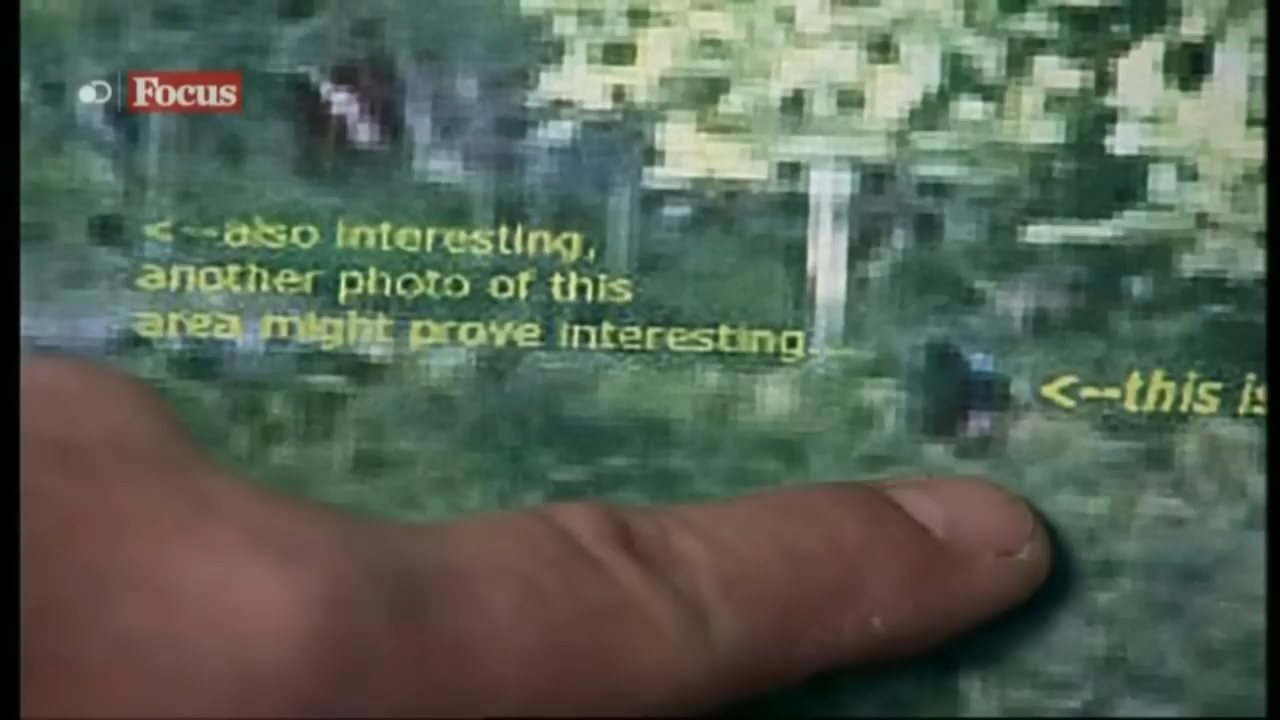 Focus
<--also interesting,
another photo of this
area might prove interesting...
<--this is